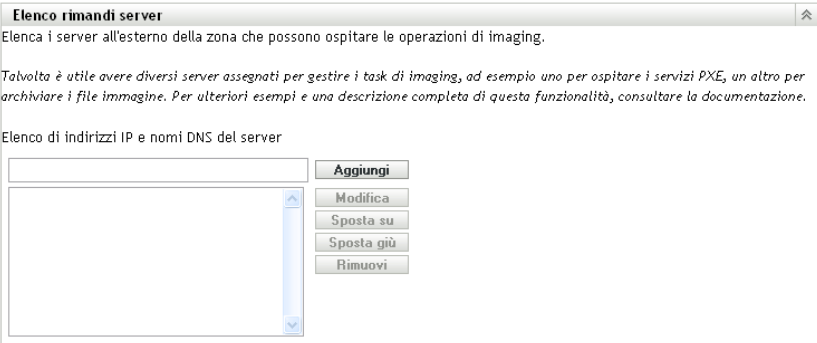 Elenco rimandi server
Elenca i server all'esterno della zona che possono ospitare le operazioni di imaging.
Talvolta è utile avere diversi server assegnati per gestire i task di imaging, ad esempio uno per ospitare i servizi PXE, un altro per
archiviare i file immagine. Per ulteriori esempi e una descrizione completa di questa funzionalità, consultare la documentazione.
Elenco di indirizzi IP e nomi DNS del server
Aggiungi
Modifica
Sposta su
Sposta giù
Rimuovi